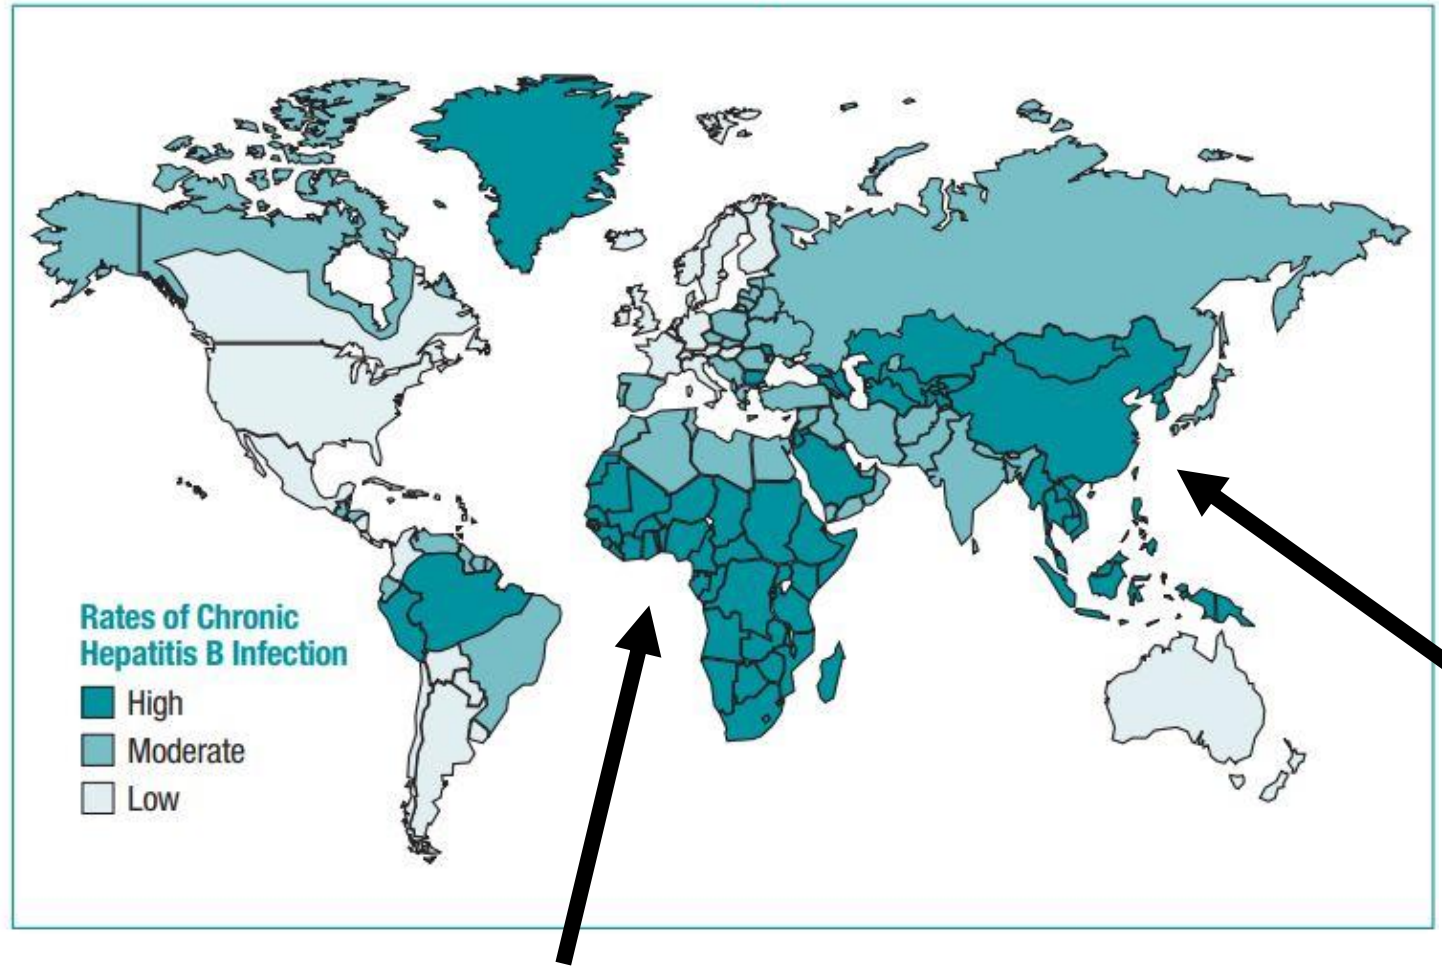 Rates of Chronic
Hepatitis B Infection
High
Moderate
Low